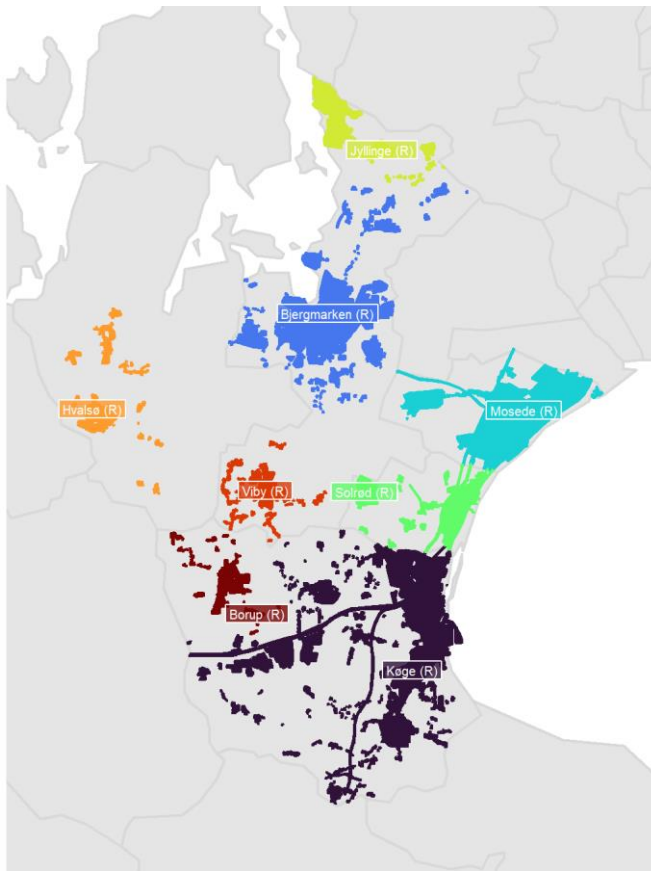 Jyllinge (R)
Bjergmarken (R)
Hvalsø (R)
Mosede (R)
Viby (R)
Solrød (R)
Borup (R)
Køge (R)